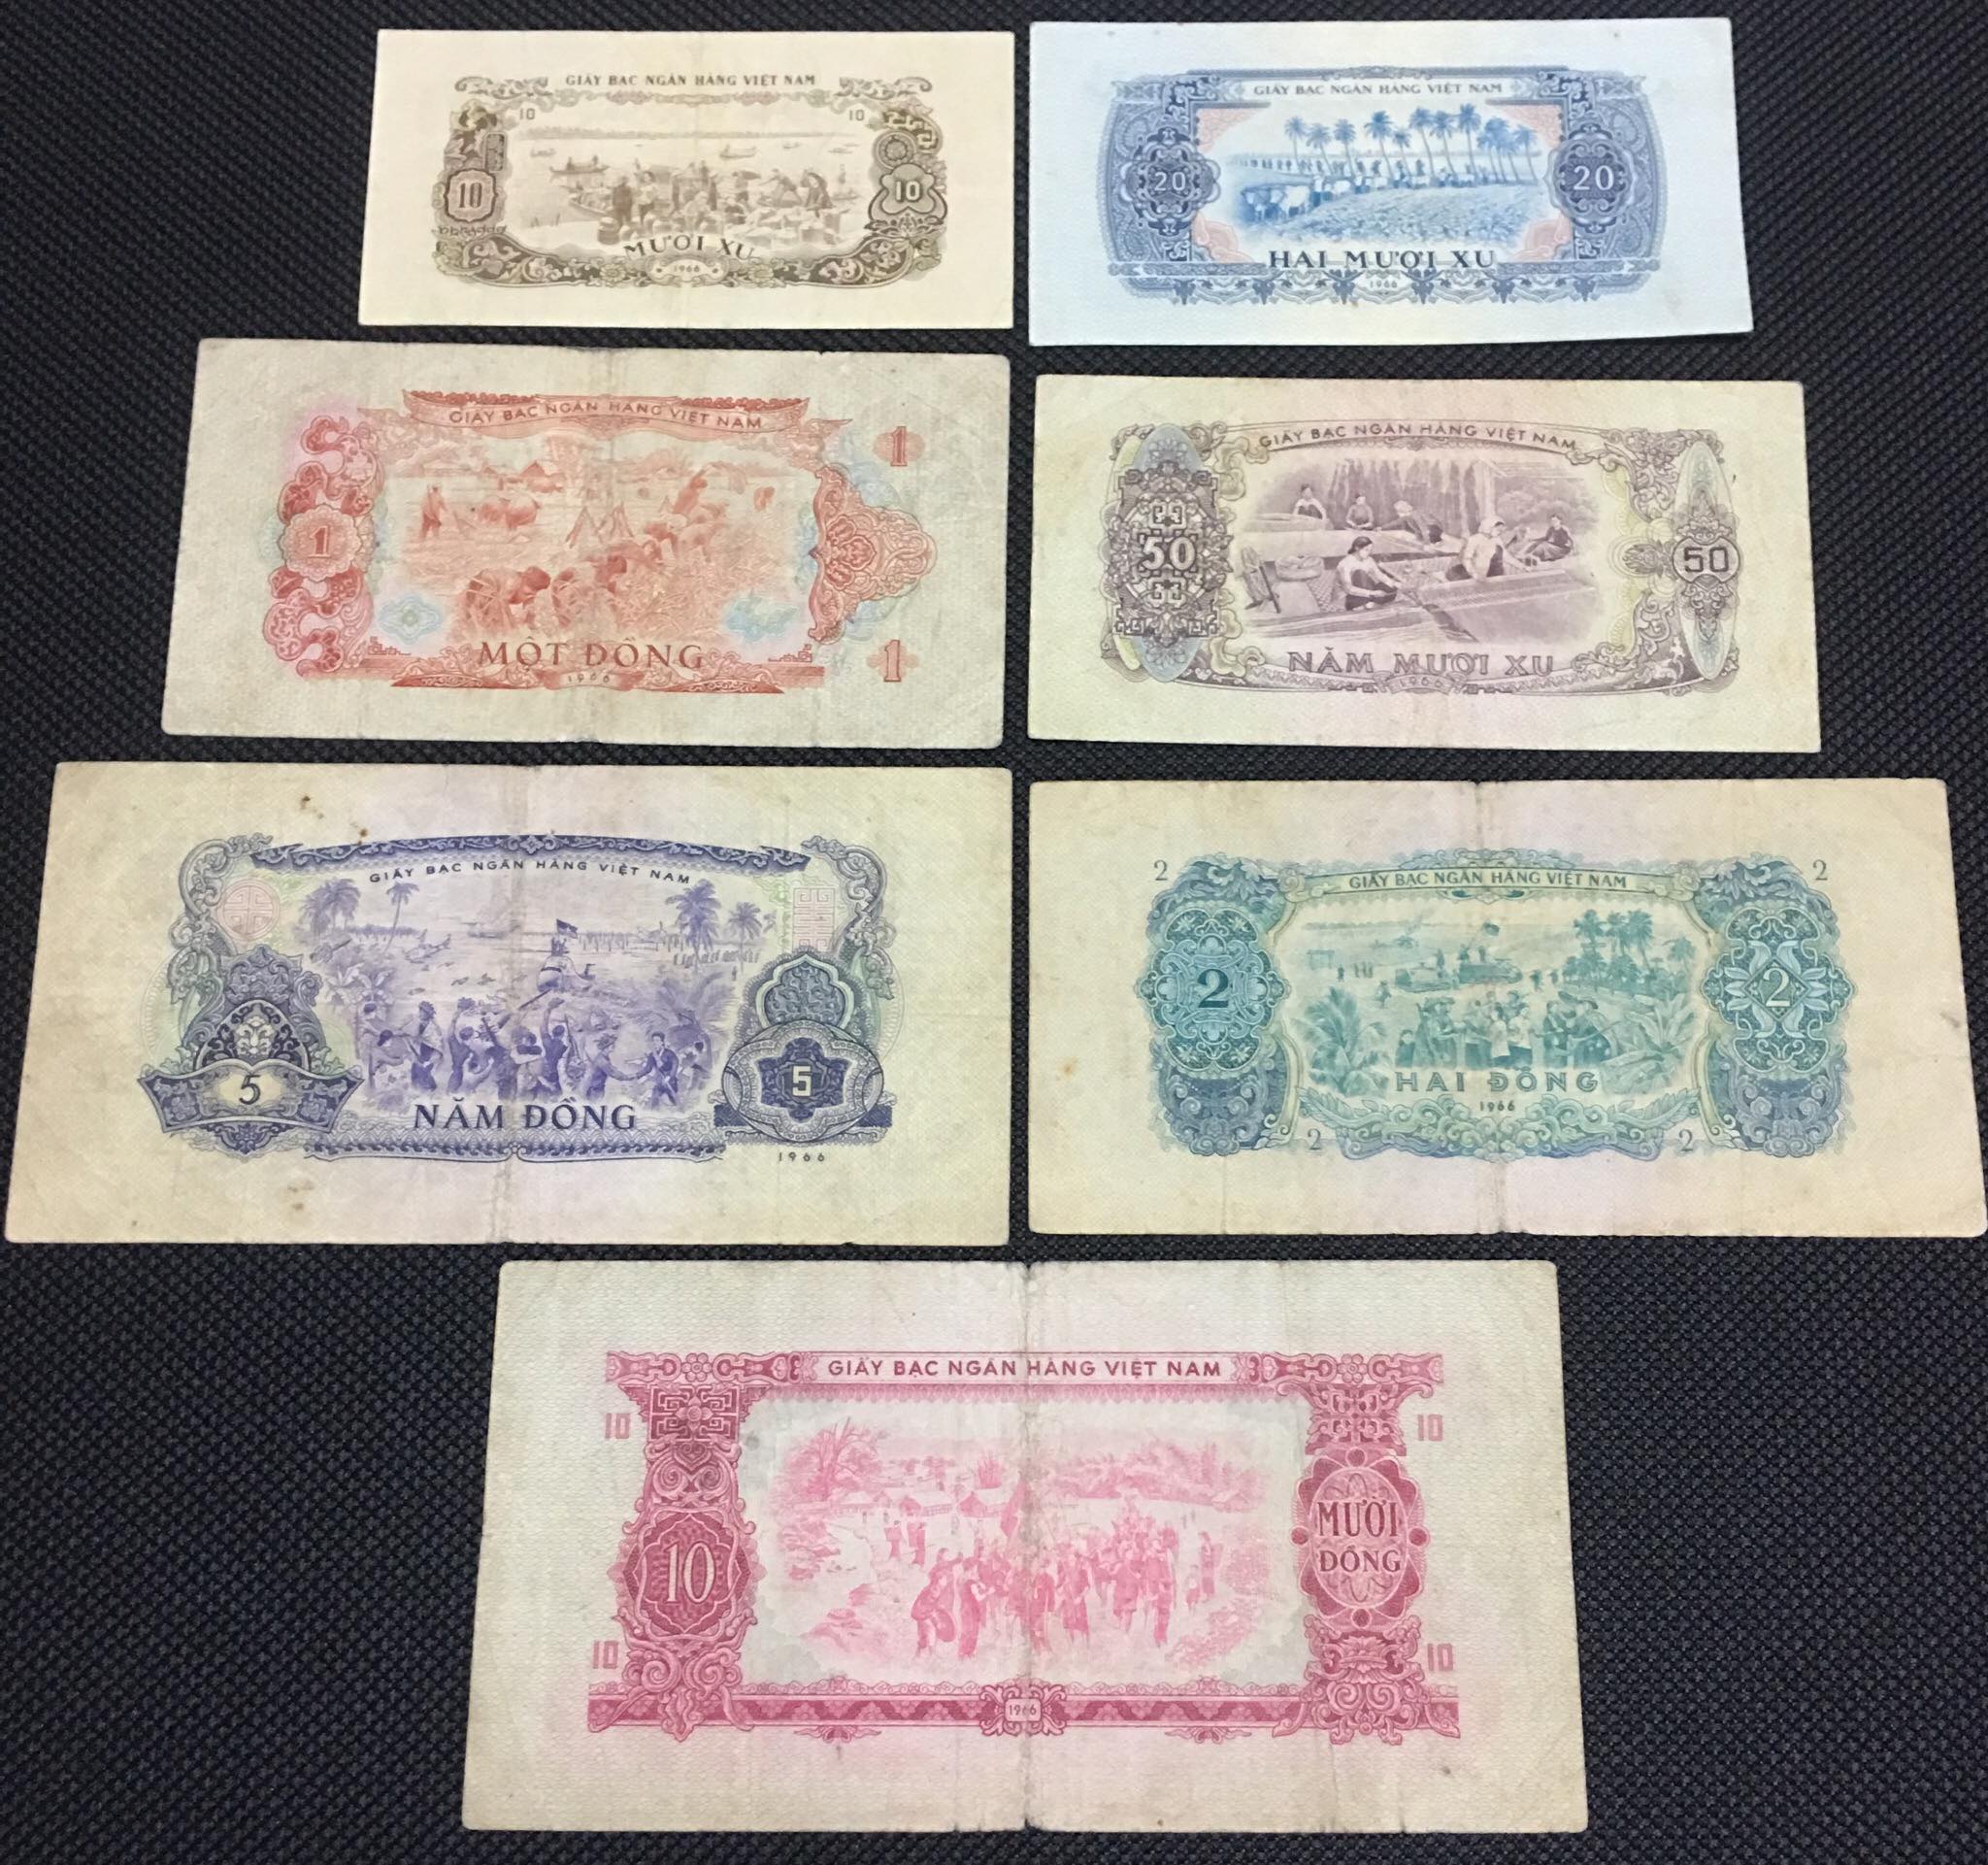 GIẤY BẠC NGÂN HÀNG VIỆT NAM
10 10
10 10
MƯỜI XU
1966
GIẤY BẠC NGÂN HÀNG VIỆT NAM
20 20
HAI MƯƠI XU
1966
GIẤY BẠC NGÂN HÀNG VIỆT NAM
1
1
MỘT ĐỒNG
1
1966
GIẤY BẠC NGÂN HÀNG VIỆT NAM
50 50
NĂM MƯƠI XU
1966
GIẤY BẠC NGÂN HÀNG VIỆT NAM
5 5
NĂM ĐỒNG
1966
2 2
GIẤY BẠC NGÂN HÀNG VIỆT NAM
2 2
HAI ĐỒNG
1966
2 2
GIẤY BẠC NGÂN HÀNG VIỆT NAM
10 10
MƯỜI
ĐỒNG
10
10 10
1966